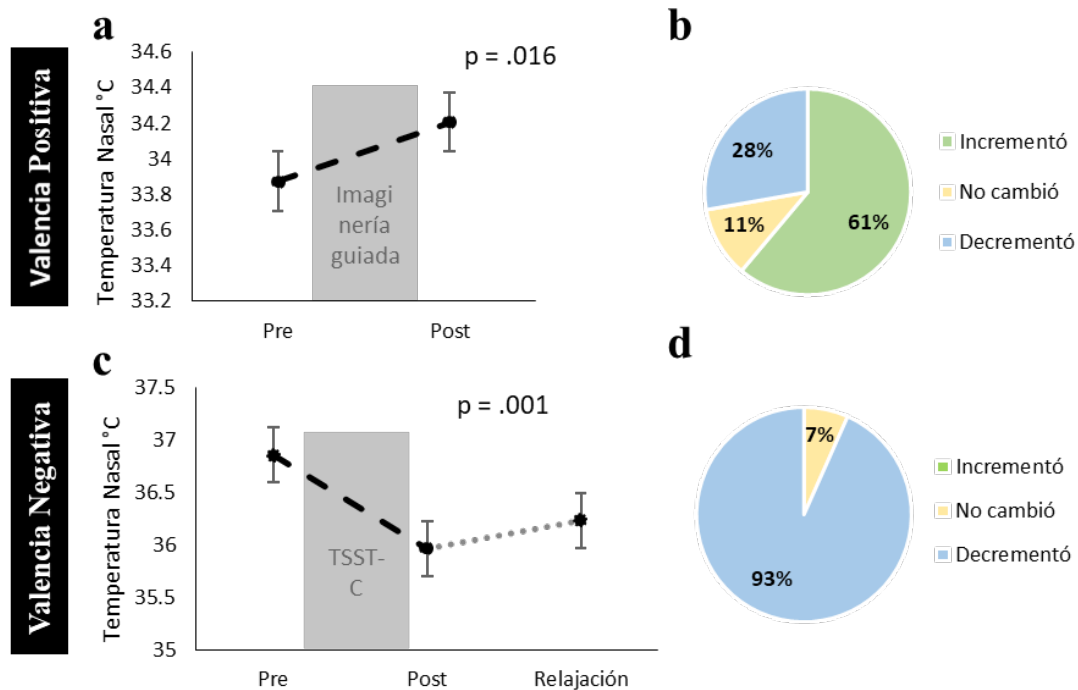 Valencia Positiva
a
Temperatura Nasal°C
34.6
34.4
34.2
34
33.8
33.6
33.4
33.2
p = .016
Imagi
nería
guiada
Pre
Post
b
28%
11%
61%
Incrementó
No cambió
Decrementó
Valencia Negativa
c
Temperatura Nasal°C
37.5
37
36.5
36
35.5
35
p = .001
TSST-
C
Pre
Post
Relajación
d
7%
93%
Incrementó
No cambió
Decrementó